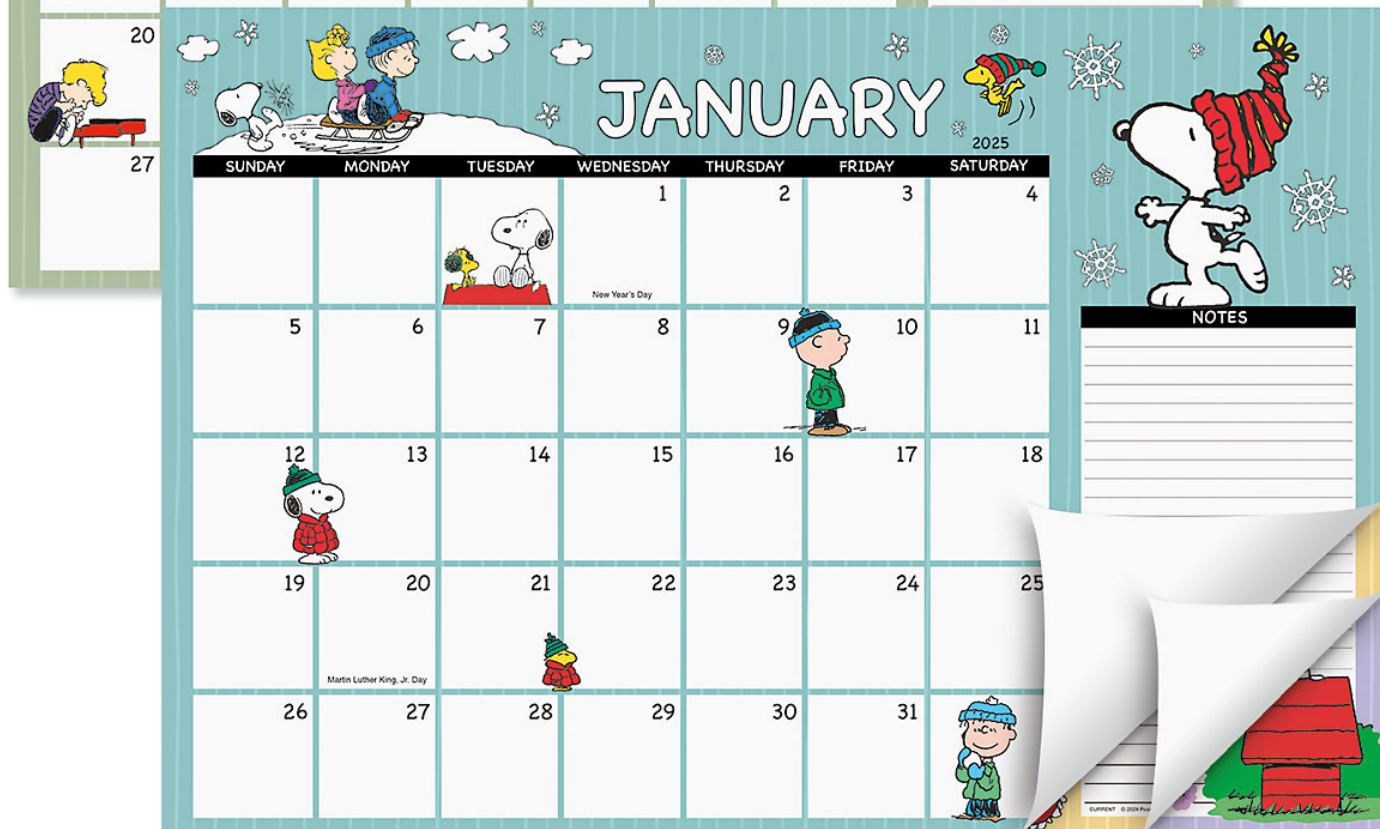 20
27
JANUARY
2025
SUNDAY MONDAY TUESDAY WEDNESDAY THURSDAY FRIDAY SATURDAY
1 2 3 4
New Year's Day
5 6 7 8 9 10 11
12 13 14 15 16 17 18
19 20 21 22 23 24 25
Martin Luther King, Jr. Day
26 27 28 29 30 31
NOTES
CURRENT © 2024